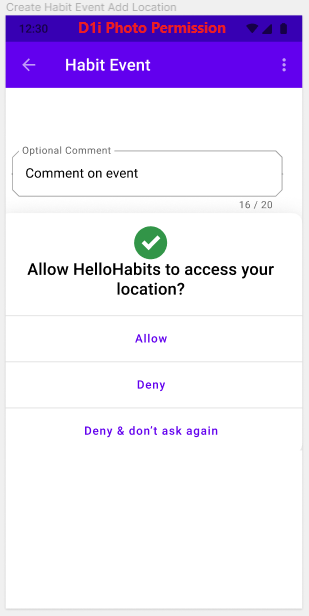 Create Habit Event Add Location
12:30 D1i Photo Permission
Habit Event
Optional Comment
Comment on event
16 / 20
Allow HelloHabits to access your
location?
Allow
Deny
Deny & don't ask again